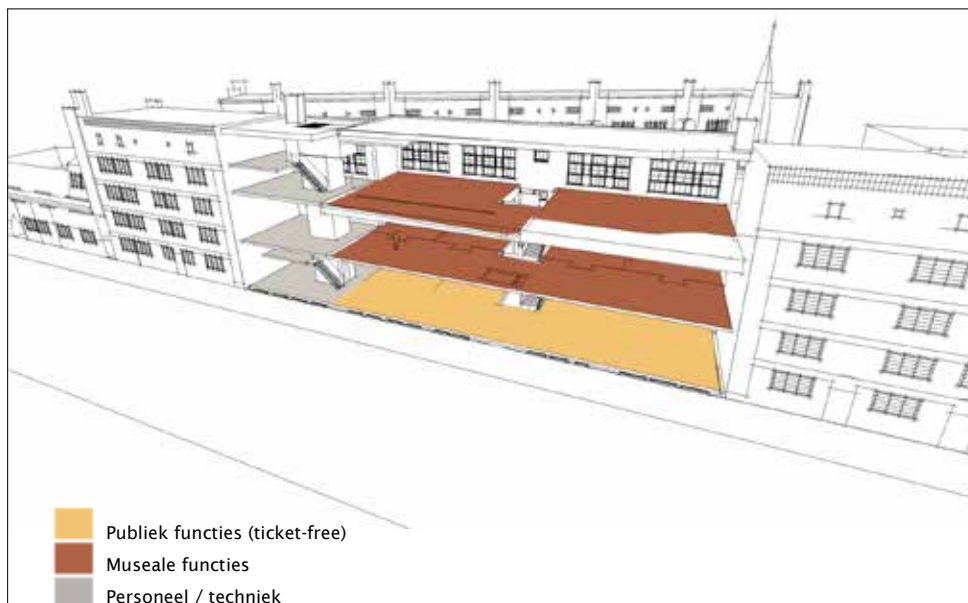 Publiek functies (ticket-free)
Museale functies
Personeel / techniek